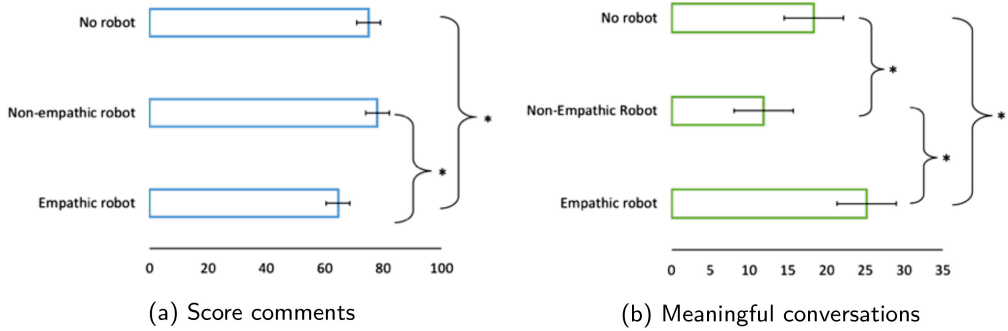 No robot
*
Non-empathic robot
*
Empathic robot
0 20 40 60 80 100
(a) Score comments
No robot
*
*
Non-Empathic Robot
*
Empathic robot
0 5 10 15 20 25 30 35
(b) Meaningful conversations